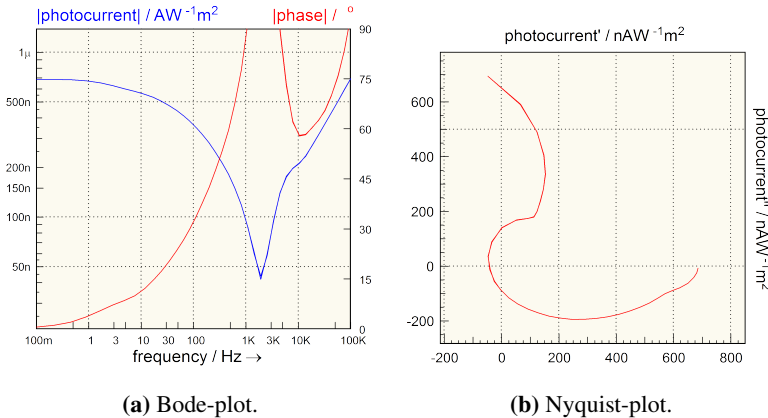 |photocurrent| / AW⁻¹m2
|phase| / °
1µ
500n
200n
150n
100n
50n
90
75
60
45
30
15
0
100m 1 3 10 30 100 1K 3K 10K 100K
frequency / Hz →
(a) Bode-plot.
photocurrent' / nAW⁻¹m2
600
400
200
0
-200
-200 0 200 400 600 800
photocurrent'' / nAW⁻¹m2
(b) Nyquist-plot.